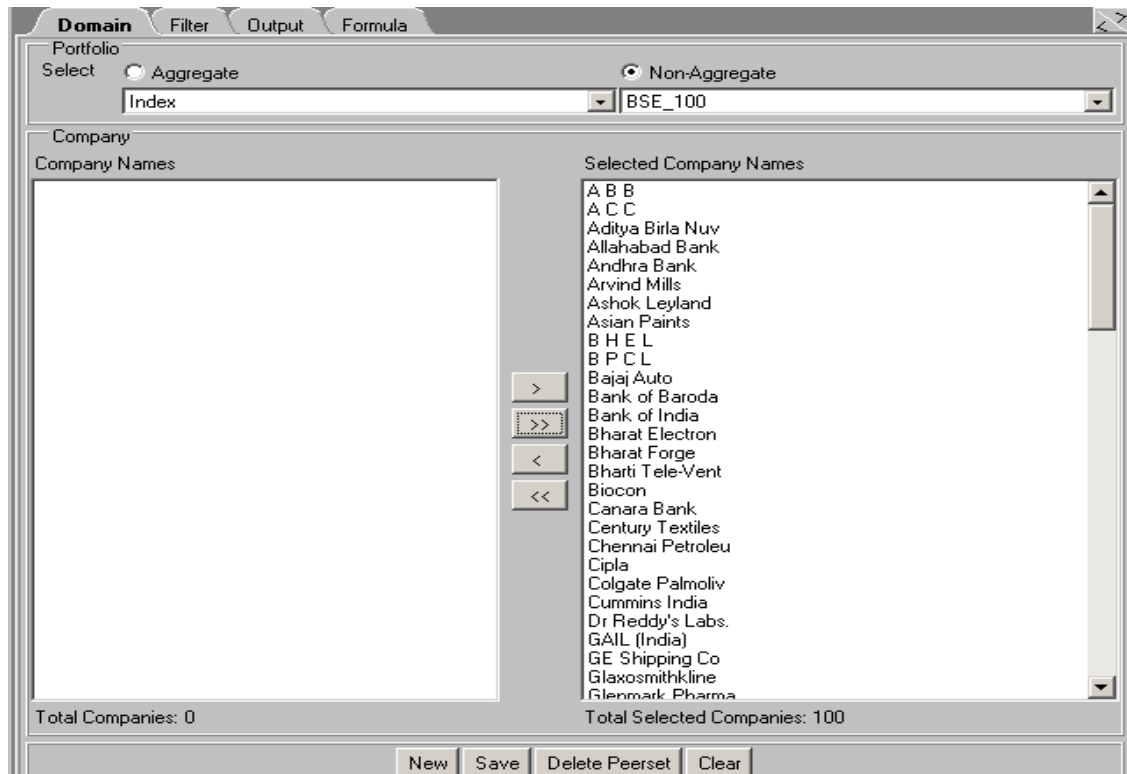 Domain Filter Output Formula
Portfolio
Select Aggregate Non-Aggregate
Index BSE_100
Company
Company Names Selected Company Names
A B B
A C C
Aditya Birla Nuv
Allahabad Bank
Andhra Bank
Arvind Mills
Ashok Leyland
Asian Paints
B H E L
B P C L
Bajaj Auto
Bank of Baroda
Bank of India
Bharat Electron
Bharat Forge
Bharti Tele-Vent
Biocon
Canara Bank
Century Textiles
Chennai Petroleu
Cipla
Colgate Palmoliv
Cummins India
Dr Reddy's Labs.
GAIL (India)
GE Shipping Co
Glaxosmithkline
Glenmark Pharma
>
>>
<
<<
Total Companies: 0 Total Selected Companies: 100
New Save Delete Peerset Clear